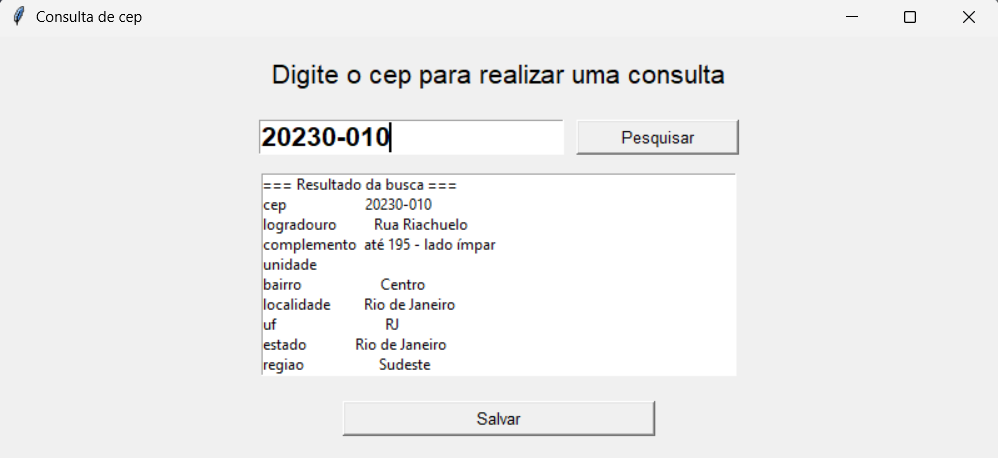 Consulta de cep
Digite o cep para realizar uma consulta
20230-010
Pesquisar
=== Resultado da busca ===
cep 20230-010
logradouro Rua Riachuelo
complemento até 195 - lado ímpar
unidade
bairro Centro
localidade Rio de Janeiro
uf RJ
estado Rio de Janeiro
regiao Sudeste
Salvar